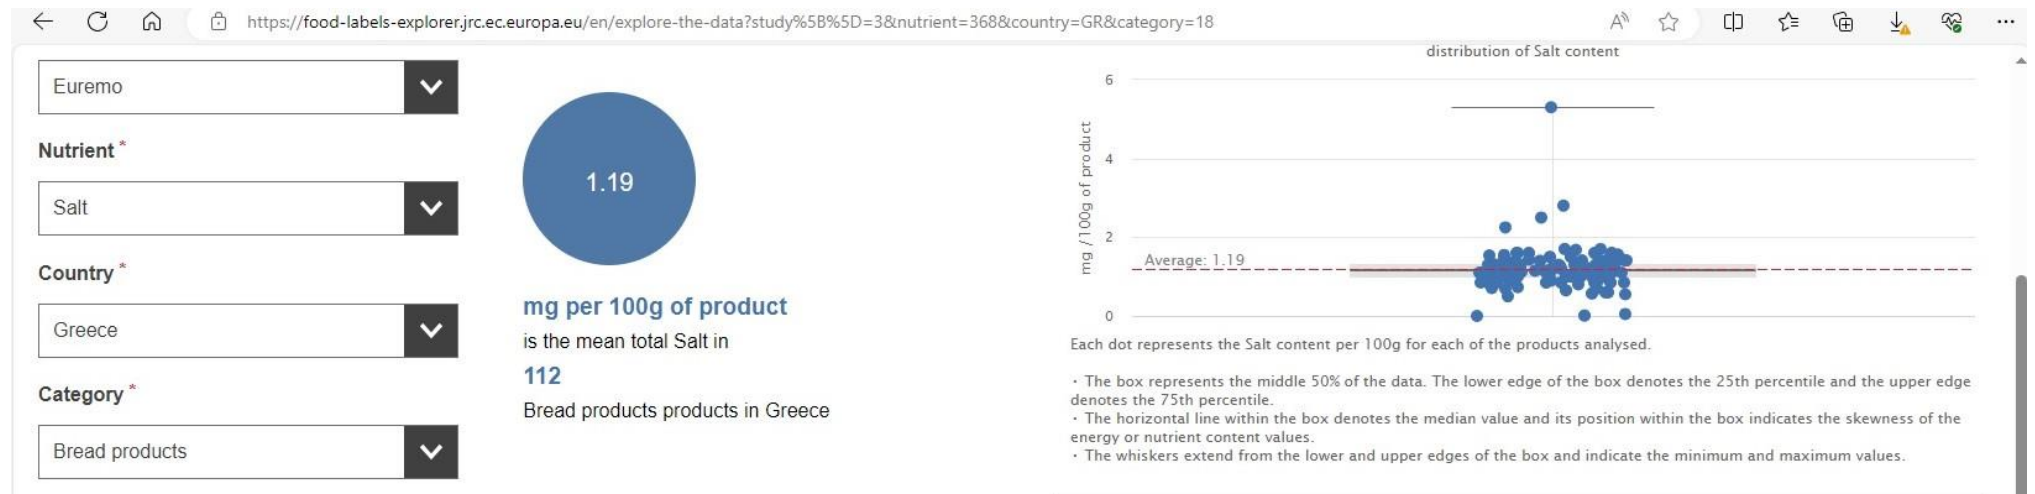 https://food-labels-explorer.jrc.ec.europa.eu/en/explore-the-data?study%5B%5D=3&nutrient=368&country=GR&category=18
Euremo
Nutrient *
Salt
Country *
Greece
Category *
Bread products
1.19
mg per 100g of product
is the mean total Salt in
112
Bread products products in Greece
distribution of Salt content
mg /100g of product
6
4
2
0
Average: 1.19
Each dot represents the Salt content per 100g for each of the products analysed.
· The box represents the middle 50% of the data. The lower edge of the box denotes the 25th percentile and the upper edge
denotes the 75th percentile.
· The horizontal line within the box denotes the median value and its position within the box indicates the skewness of the
energy or nutrient content values.
· The whiskers extend from the lower and upper edges of the box and indicate the minimum and maximum values.